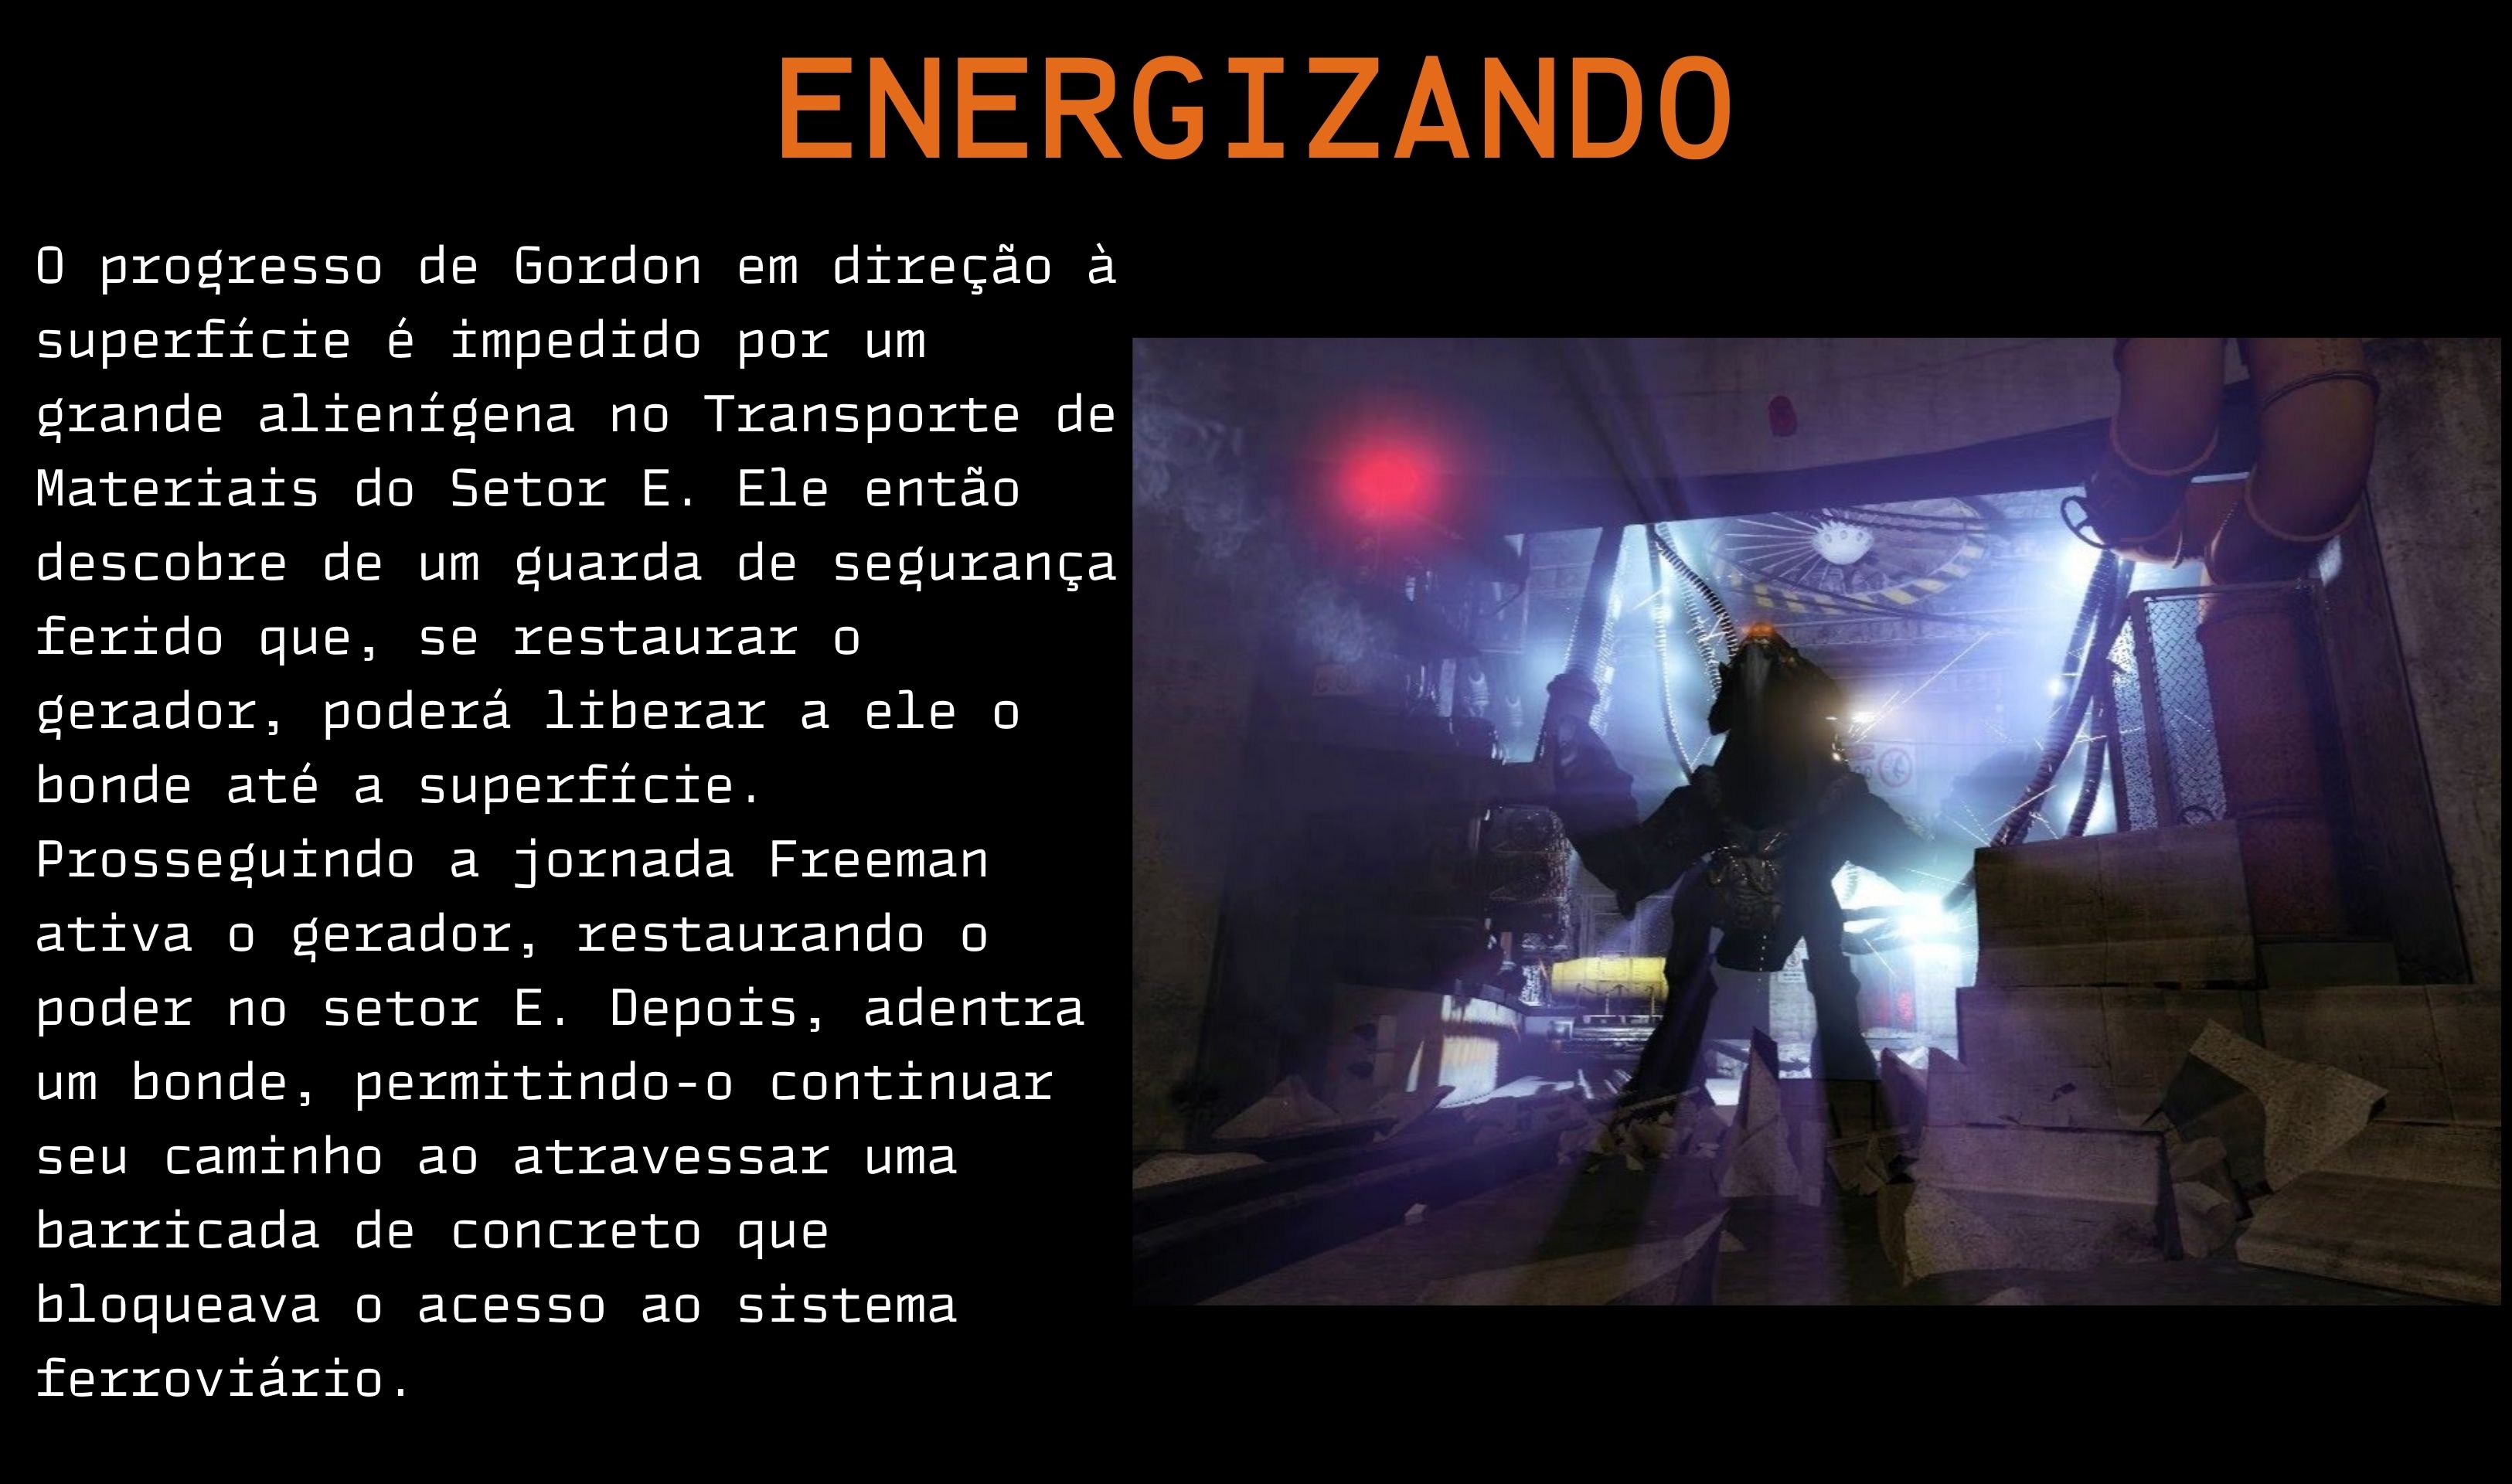 ENERGIZANDO
O progresso de Gordon em direção à
superfície é impedido por um
grande alienígena no Transporte de
Materiais do Setor E. Ele então
descobre de um guarda de segurança
ferido que, se restaurar o
gerador, poderá liberar a ele o
bonde até a superfície.
Prosseguindo a jornada Freeman
ativa o gerador, restaurando o
poder no setor E. Depois, adentra
um bonde, permitindo-o continuar
seu caminho ao atravessar uma
barricada de concreto que
bloqueava o acesso ao sistema
ferroviário.